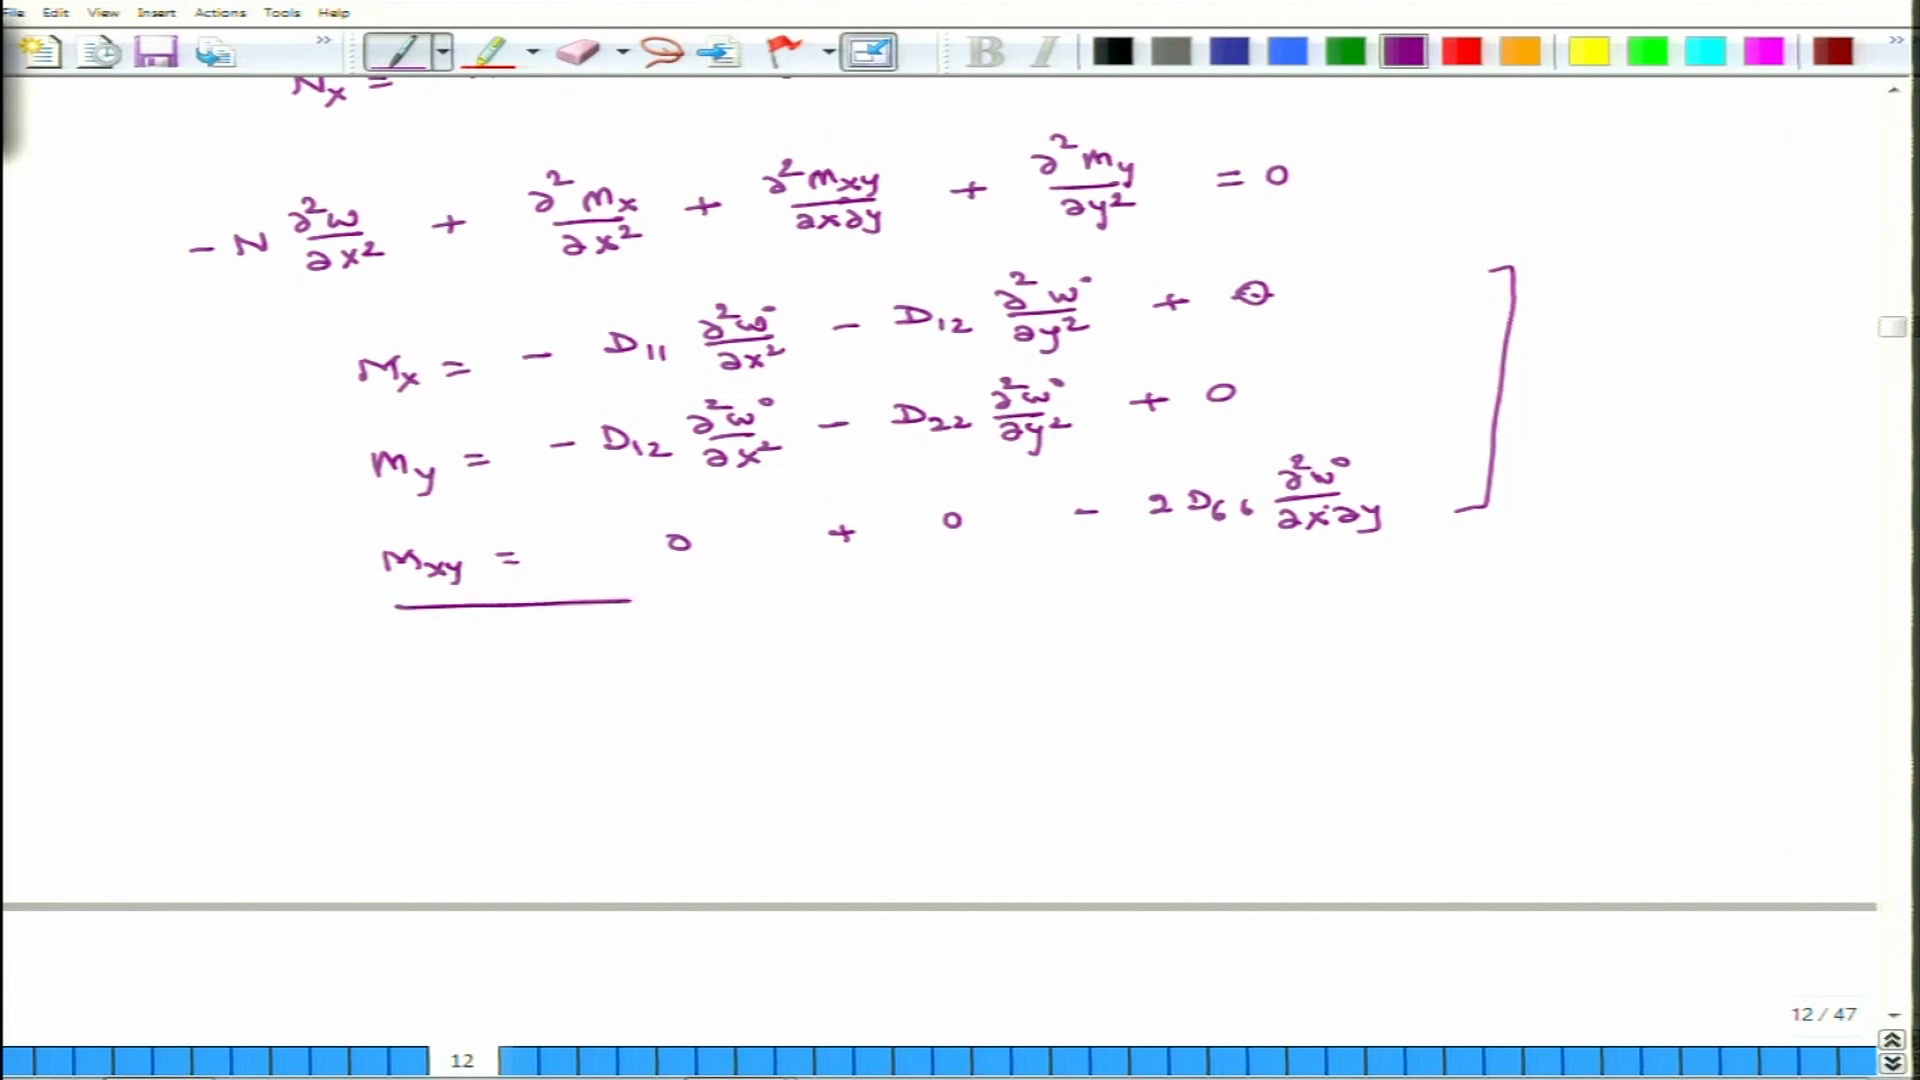 File Edit View Insert Actions Tools Help
B I
Nx =
- N ∂²w/∂x² + ∂²Mx/∂x² + ∂²Mxy/∂x∂y + ∂²My/∂y² = 0
Mx = - D11 ∂²w°/∂x² - D12 ∂²w°/∂y² + 0
My = - D12 ∂²w°/∂x² - D22 ∂²w°/∂y² + 0
Mxy = 0 + 0 - 2 D66 ∂²w°/∂x∂y
12 / 47
12